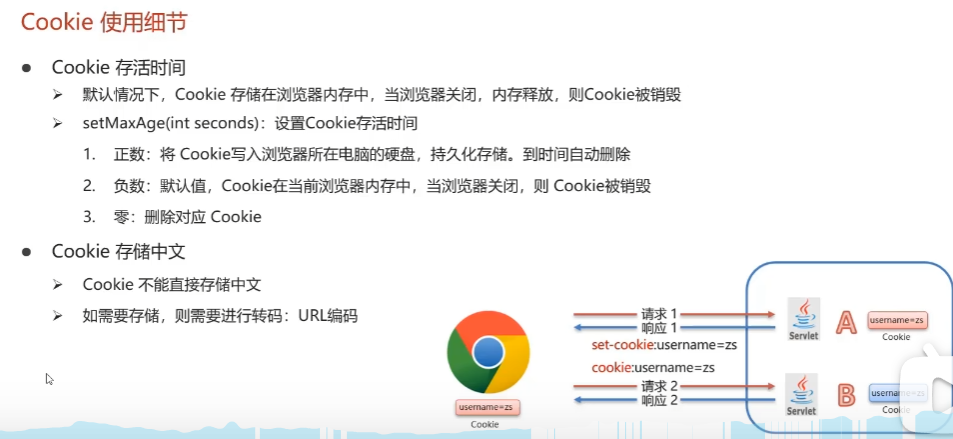 Cookie 使用细节
Cookie 存活时间
默认情况下，Cookie 存储在浏览器内存中，当浏览器关闭，内存释放，则Cookie被销毁
setMaxAge(int seconds)：设置Cookie存活时间
1. 正数：将 Cookie写入浏览器所在电脑的硬盘，持久化存储。到时间自动删除
2. 负数：默认值，Cookie在当前浏览器内存中，当浏览器关闭，则 Cookie被销毁
3. 零：删除对应 Cookie
Cookie 存储中文
Cookie 不能直接存储中文
如需要存储，则需要进行转码：URL编码
请求 1
响应 1
set-cookie:username=zs
cookie:username=zs
请求 2
响应 2
username=zs
Cookie
Servlet
A
username=zs
Cookie
Servlet
B
username=zs
Cookie